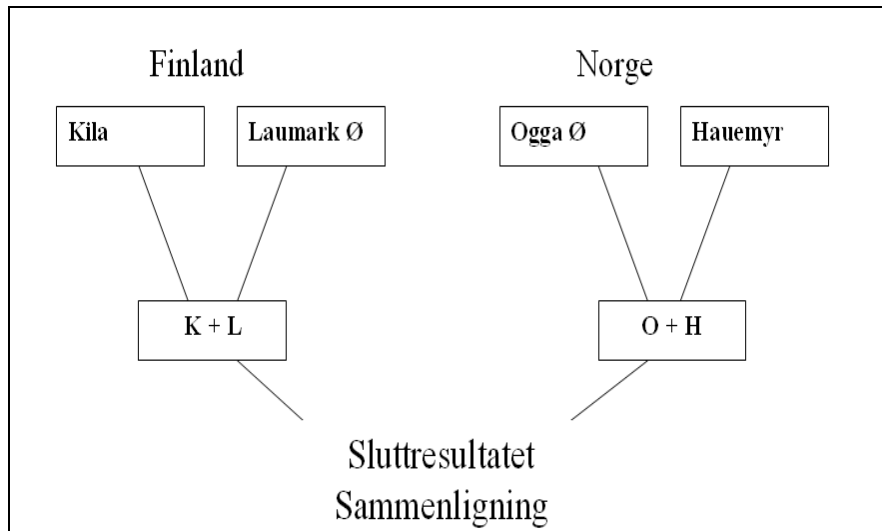 Finland Norge
Kila Laumark Ø Ogga Ø Hauemyr
K + L O + H
Sluttresultatet
Sammenligning